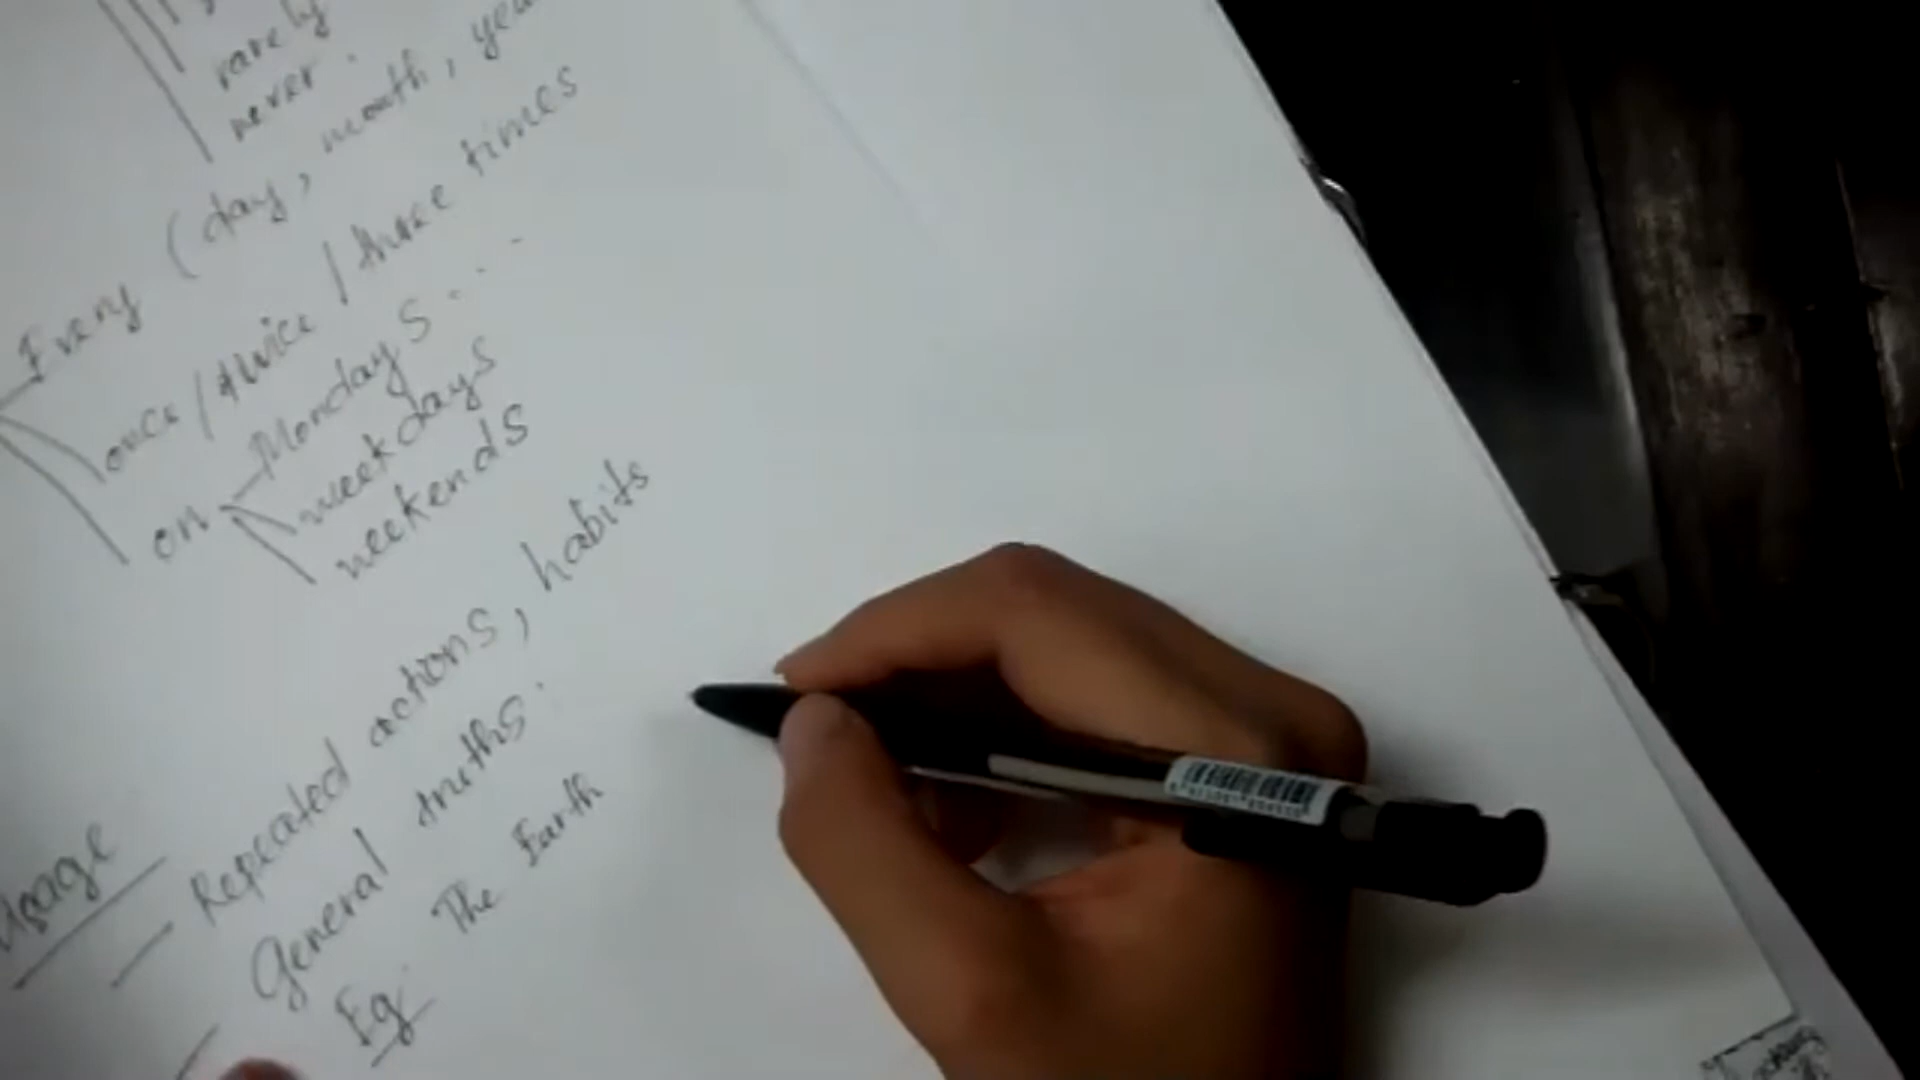 rarely
never.
Every (day, month, yea
once / twice / three times
on Mondays . . .
weekdays
weekends
Usage
Repeated actions, habits
General truths.
Eg: The Earth